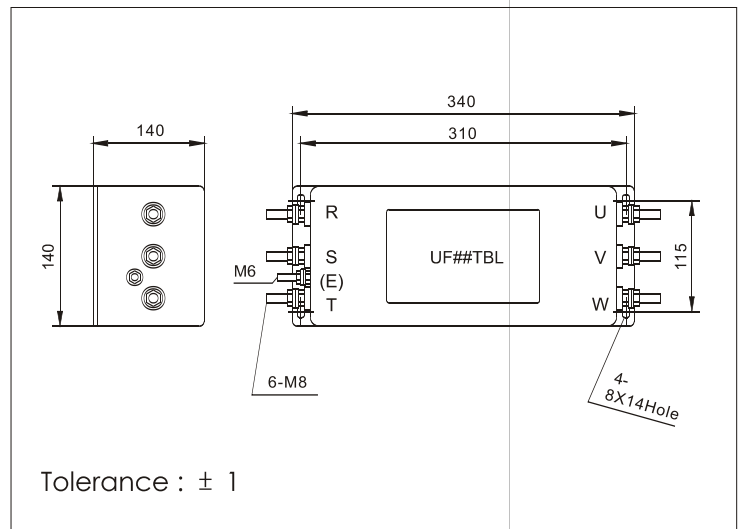 340
140
310
R
U
140
S
UF##TBL
V
115
M6
(E)
T
W
6-M8
4-
8X14Hole
Tolerance : ± 1